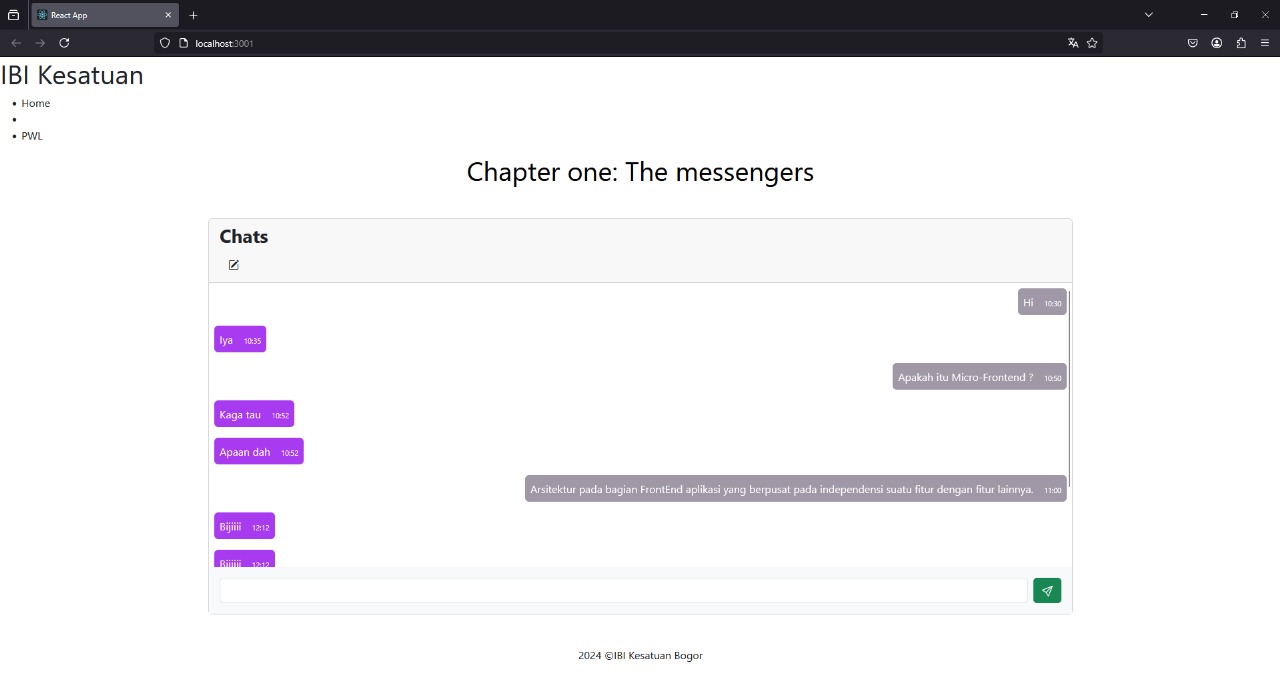 React App
localhost:3001
IBI Kesatuan
Home
PWL
Chapter one: The messengers
Chats
Hi 10:30
Iya 10:35
Apakah itu Micro-Frontend ? 10:50
Kaga tau 10:52
Apaan dah 10:52
Arsitektur pada bagian FrontEnd aplikasi yang berpusat pada independensi suatu fitur dengan fitur lainnya. 11:00
Bijiiii 12:12
Bijiiii 12:12
2024 ©IBI Kesatuan Bogor